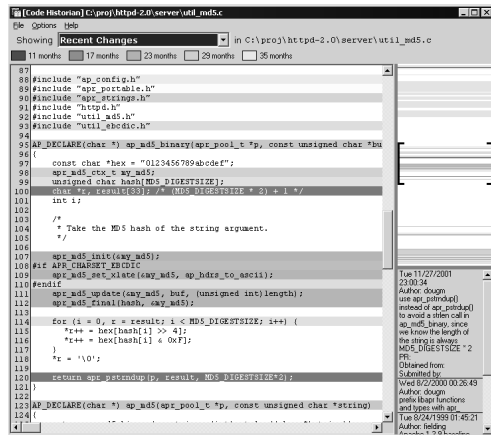 [Code Historian] C:\proj\httpd-2.0\server\util_md5.c
File Options Help
Showing Recent Changes in C:\proj\httpd-2.0\server\util_md5.c
11 months 17 months 23 months 29 months 35 months
87
88 #include "ap_config.h"
89 #include "apr_portable.h"
90 #include "apr_strings.h"
91 #include "httpd.h"
92 #include "util_md5.h"
93 #include "util_ebcdic.h"
94
95 AP_DECLARE(char *) ap_md5_binary(apr_pool_t *p, const unsigned char *bu
96 {
97 const char *hex = "0123456789abcdef";
98 apr_md5_ctx_t my_md5;
99 unsigned char hash[MD5_DIGESTSIZE];
100 char *r, result[33]; /* (MD5_DIGESTSIZE * 2) + 1 */
101 int i;
102
103 /*
104 * Take the MD5 hash of the string argument.
105 */
106
107 apr_md5_init(&my_md5);
108 #if APR_CHARSET_EBCDIC
109 apr_md5_set_xlate(&my_md5, ap_hdrs_to_ascii);
110 #endif
111 apr_md5_update(&my_md5, buf, (unsigned int)length);
112 apr_md5_final(hash, &my_md5);
113
114 for (i = 0, r = result; i < MD5_DIGESTSIZE; i++) {
115 *r++ = hex[hash[i] >> 4];
116 *r++ = hex[hash[i] & 0xF];
117 }
118 *r = '\0';
119
120 return apr_pstrndup(p, result, MD5_DIGESTSIZE*2);
121 }
122
123 AP_DECLARE(char *) ap_md5(apr_pool_t *p, const unsigned char *string)
124 {
Tue 11/27/2001
23:00:34
Author: dougm
use apr_pstrndup()
instead of apr_pstrdup()
to avoid a strlen call in
ap_md5_binary, since
we know the length of
the string is always
MD5_DIGESTSIZE * 2
PR:
Obtained from:
Submitted by:
Wed 8/2/2000 00:26:49
Author: dougm
prefix libapr functions
and types with apr_
Tue 8/24/1999 01:45:21
Author: fielding